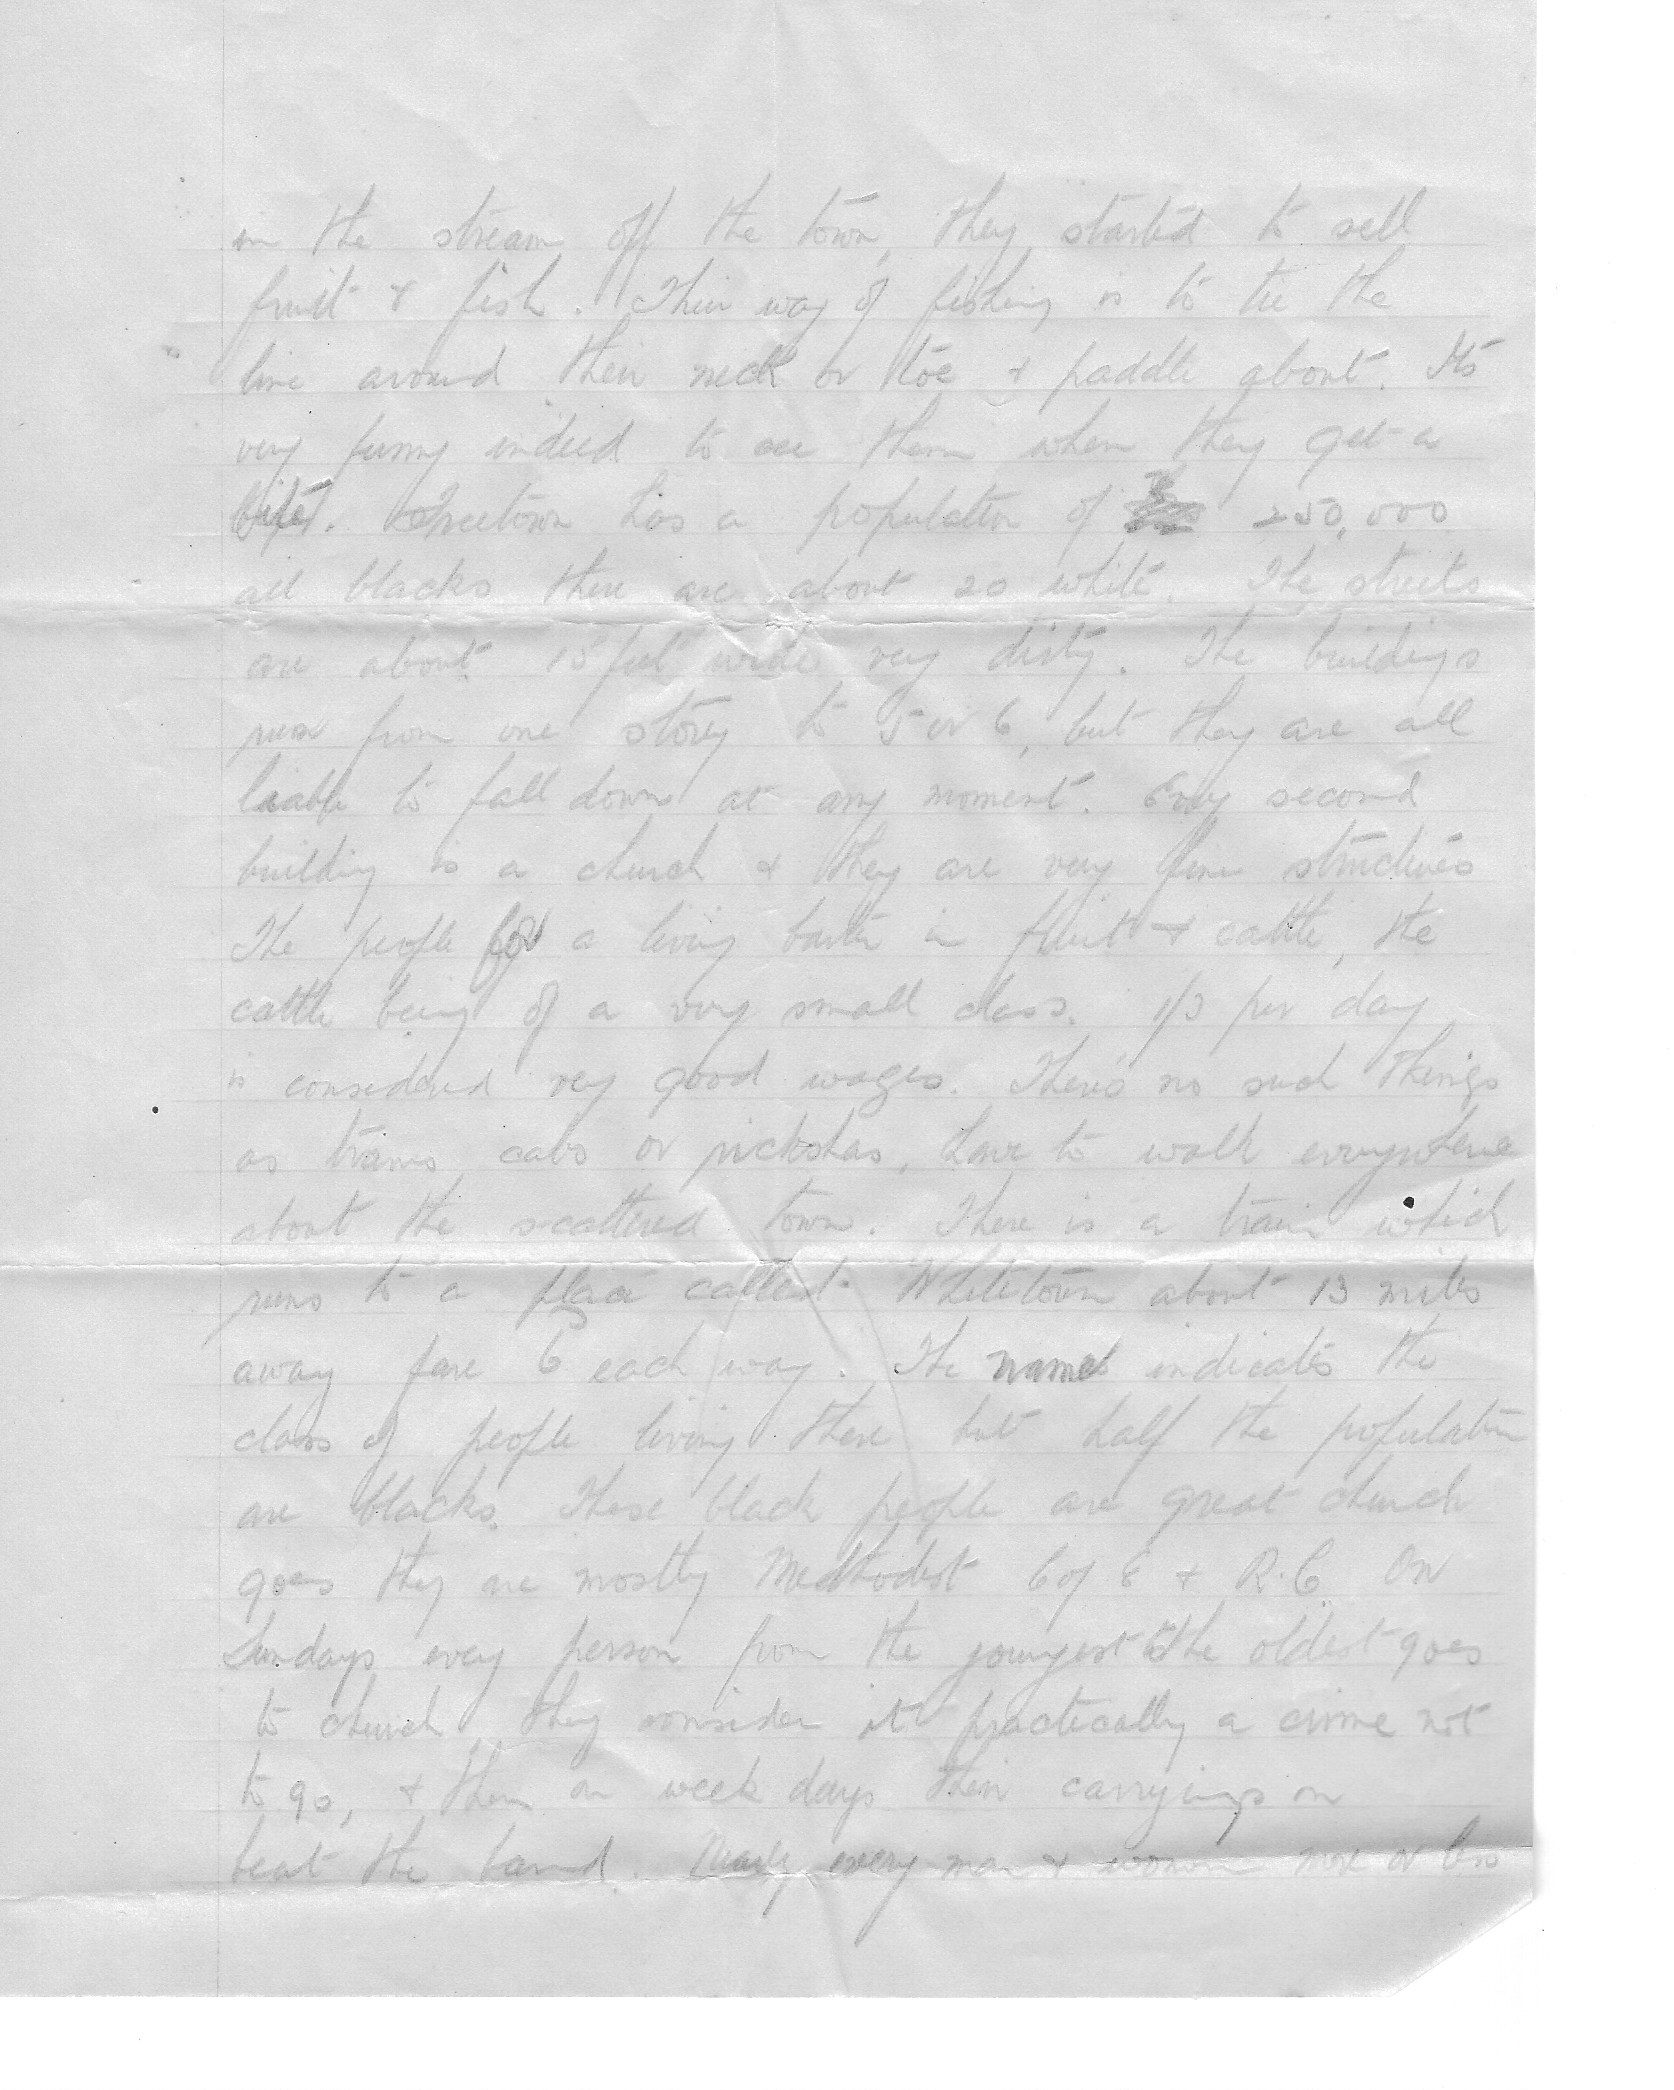 in the stream off the town, they started to sell
fruit & fish. Their way of fishing is to tie the
line around their neck or toe & paddle about. Its
very funny indeed to see them when they get a
bite. Freetown has a population of 250,000
all blacks there are about 20 white. The streets
are about 15 feet wide very dirty. The buildings
run from one storey to 5 or 6, but they are all
liable to fall down at any moment. Every second
building is a church & they are very fine structures
The people for a living barter in fruit & cattle, the
cattle being of a very small class. 1/3 per day
is considered very good wages. There's no such things
as trams, cabs or rickshas, have to walk everywhere
about the scattered town. There is a train which
runs to a place called Whitetown about 13 miles
away fare 6 each way. The name indicates the
class of people living there but half the population
are blacks. These black people are great church
goes they are mostly Methodist C of E & R.C. On
Sundays every person from the youngest to the oldest goes
to church, they consider it practically a crime not
to go, & then on week days their carryings on
beat the band. Nearly every man & woman more or less